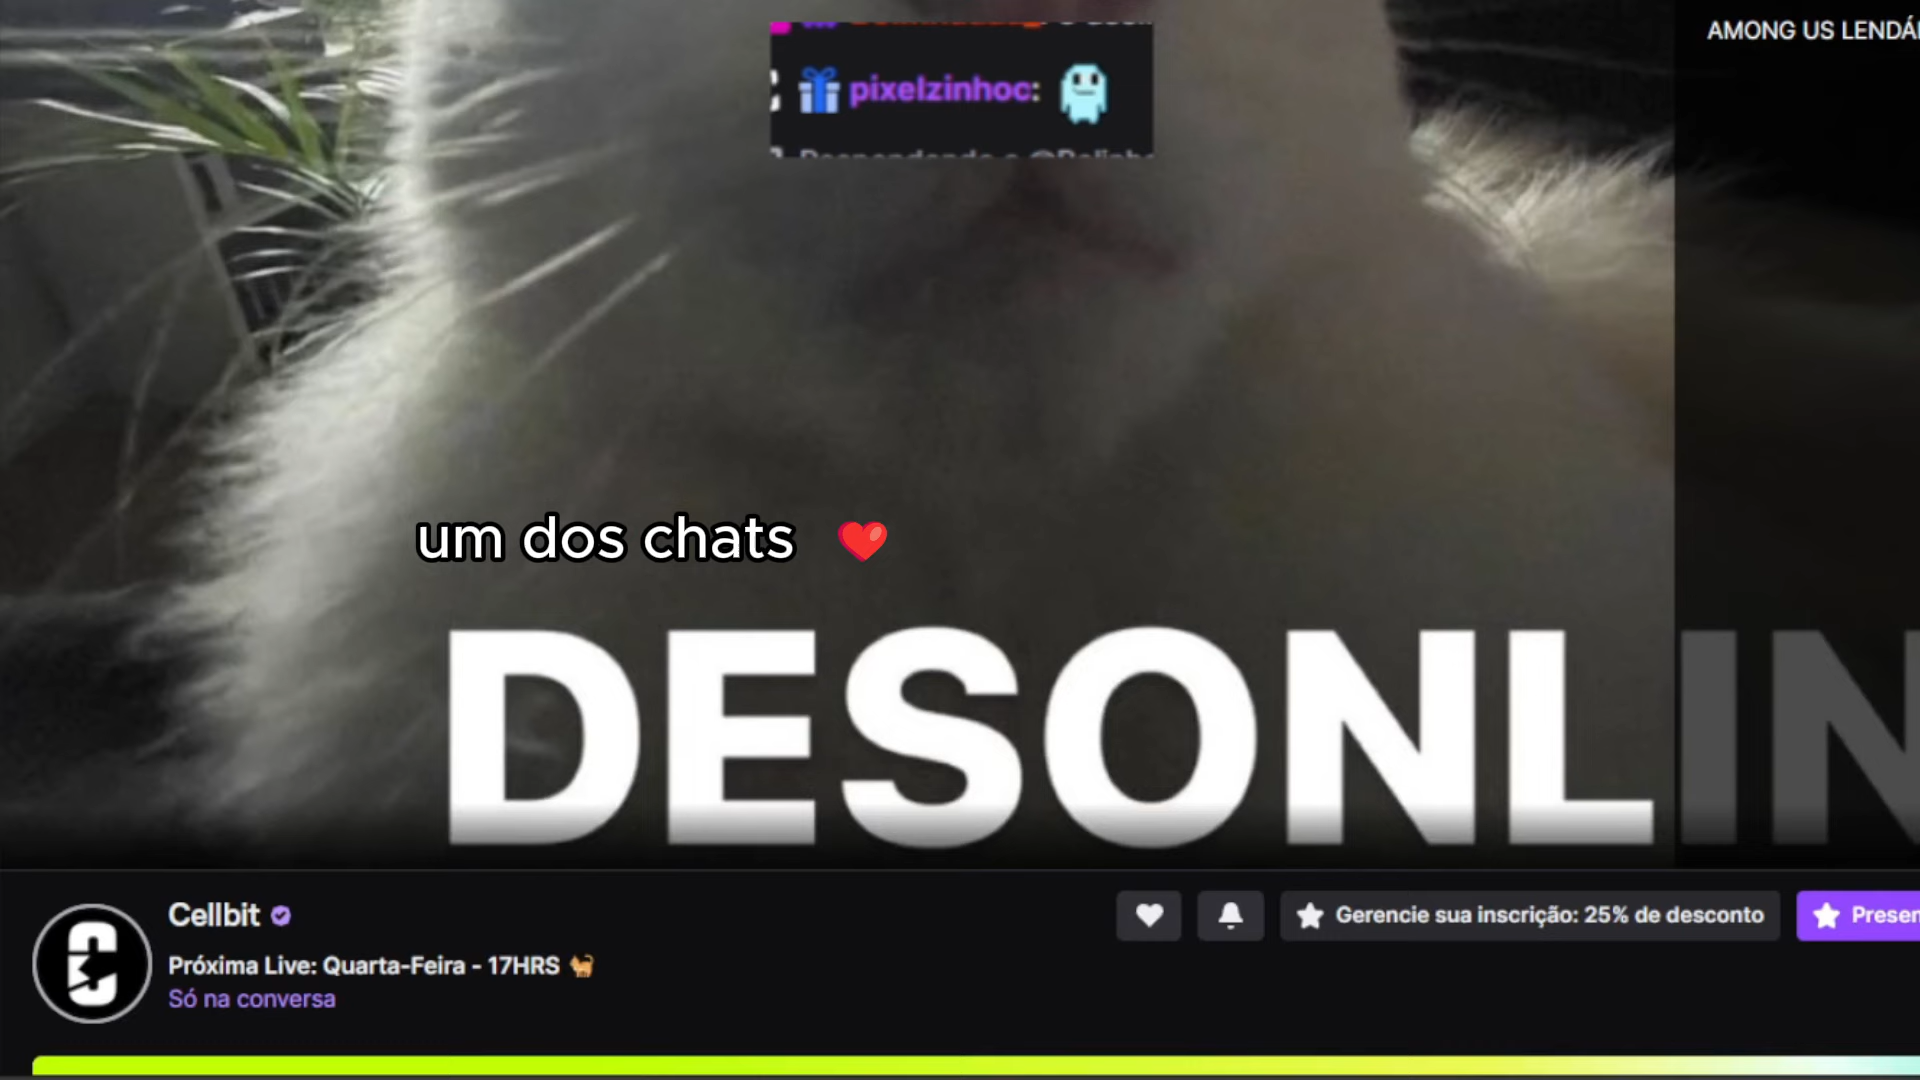 AMONG US LENDÁ
pixelzinhoc:
um dos chats ❤️
DESONLIN
Cellbit
Próxima Live: Quarta-Feira - 17HRS 🐈
Só na conversa
Gerencie sua inscrição: 25% de desconto
Presen